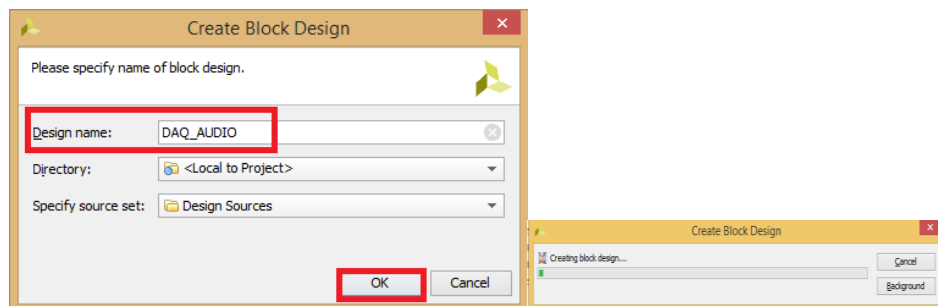 Create Block Design
Please specify name of block design.
Design name: DAQ_AUDIO
Directory: <Local to Project>
Specify source set: Design Sources
OK Cancel
Create Block Design
Creating block design...
Cancel
Background